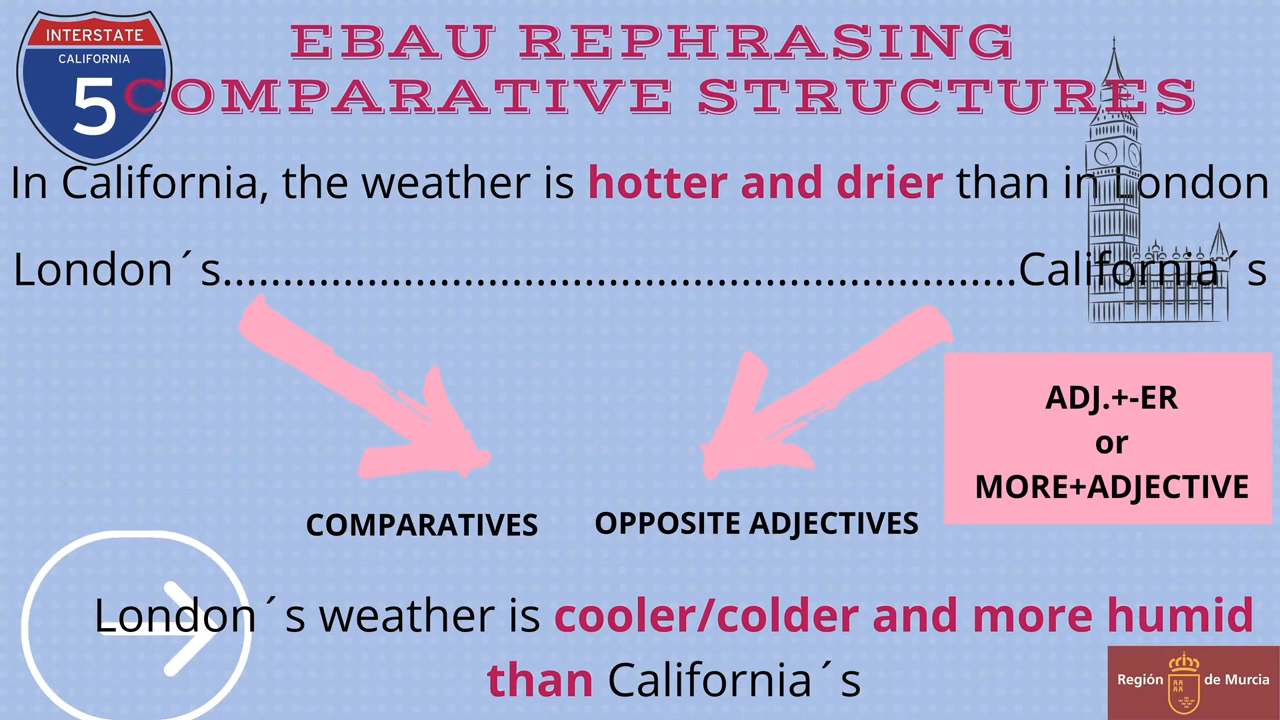 INTERSTATE
CALIFORNIA
5
EBAU REPHRASING
COMPARATIVE STRUCTURES
In California, the weather is hotter and drier than in London
London´s..................................................................California´s
ADJ.+-ER
or
MORE+ADJECTIVE
COMPARATIVES
OPPOSITE ADJECTIVES
London´s weather is cooler/colder and more humid
than California´s
Región de Murcia